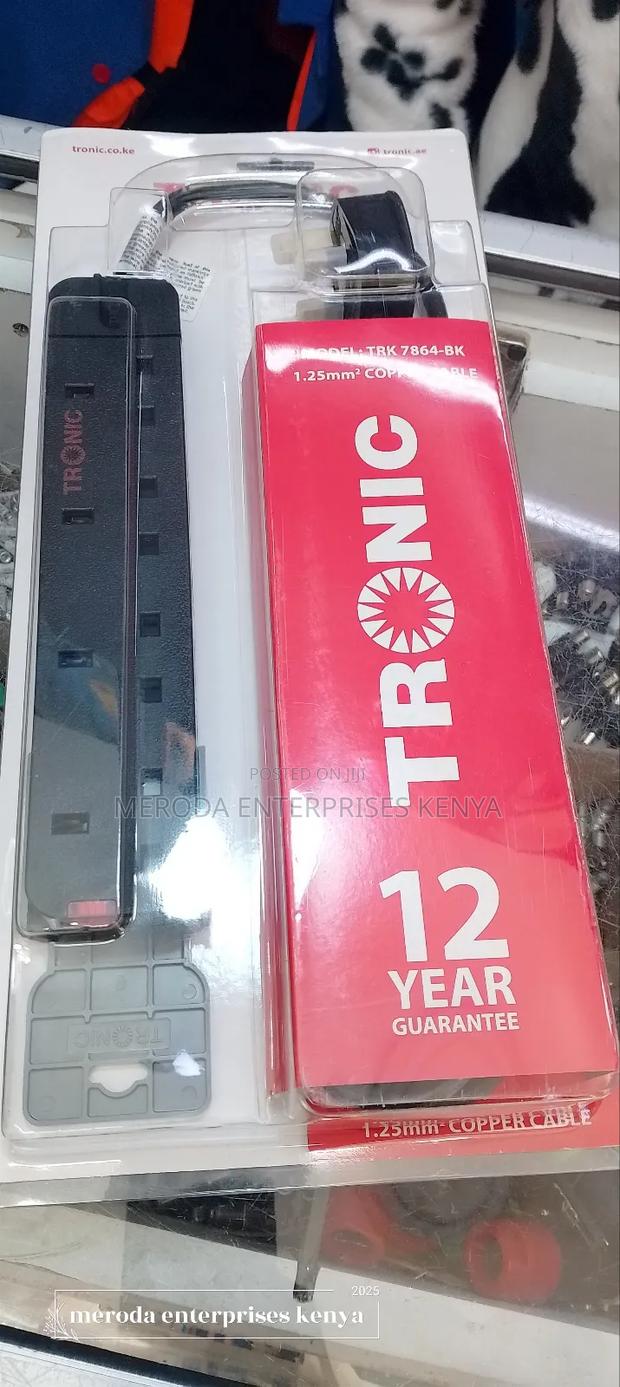 tronic.co.ke
tronic.ae
MODEL: TRK 7864-BK
1.25mm² COPPER CABLE
TRONIC
TRONIC
POSTED ON JIJI
MERODA ENTERPRISES KENYA
12
YEAR
GUARANTEE
TRONIC
1.25mm² COPPER CABLE
2025
meroda enterprises kenya